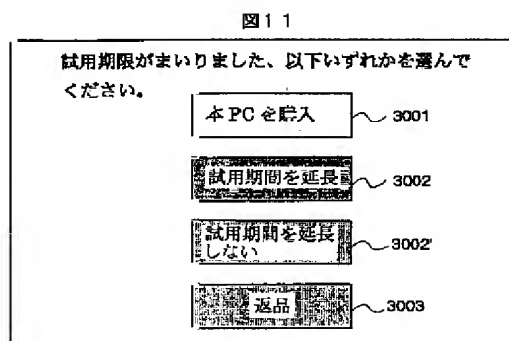 図11
試用期限がまいりました、以下いずれかを選んで
ください。
本PCを購入
3001
試用期間を延長
3002
試用期間を延長
しない
3002'
返品
3003